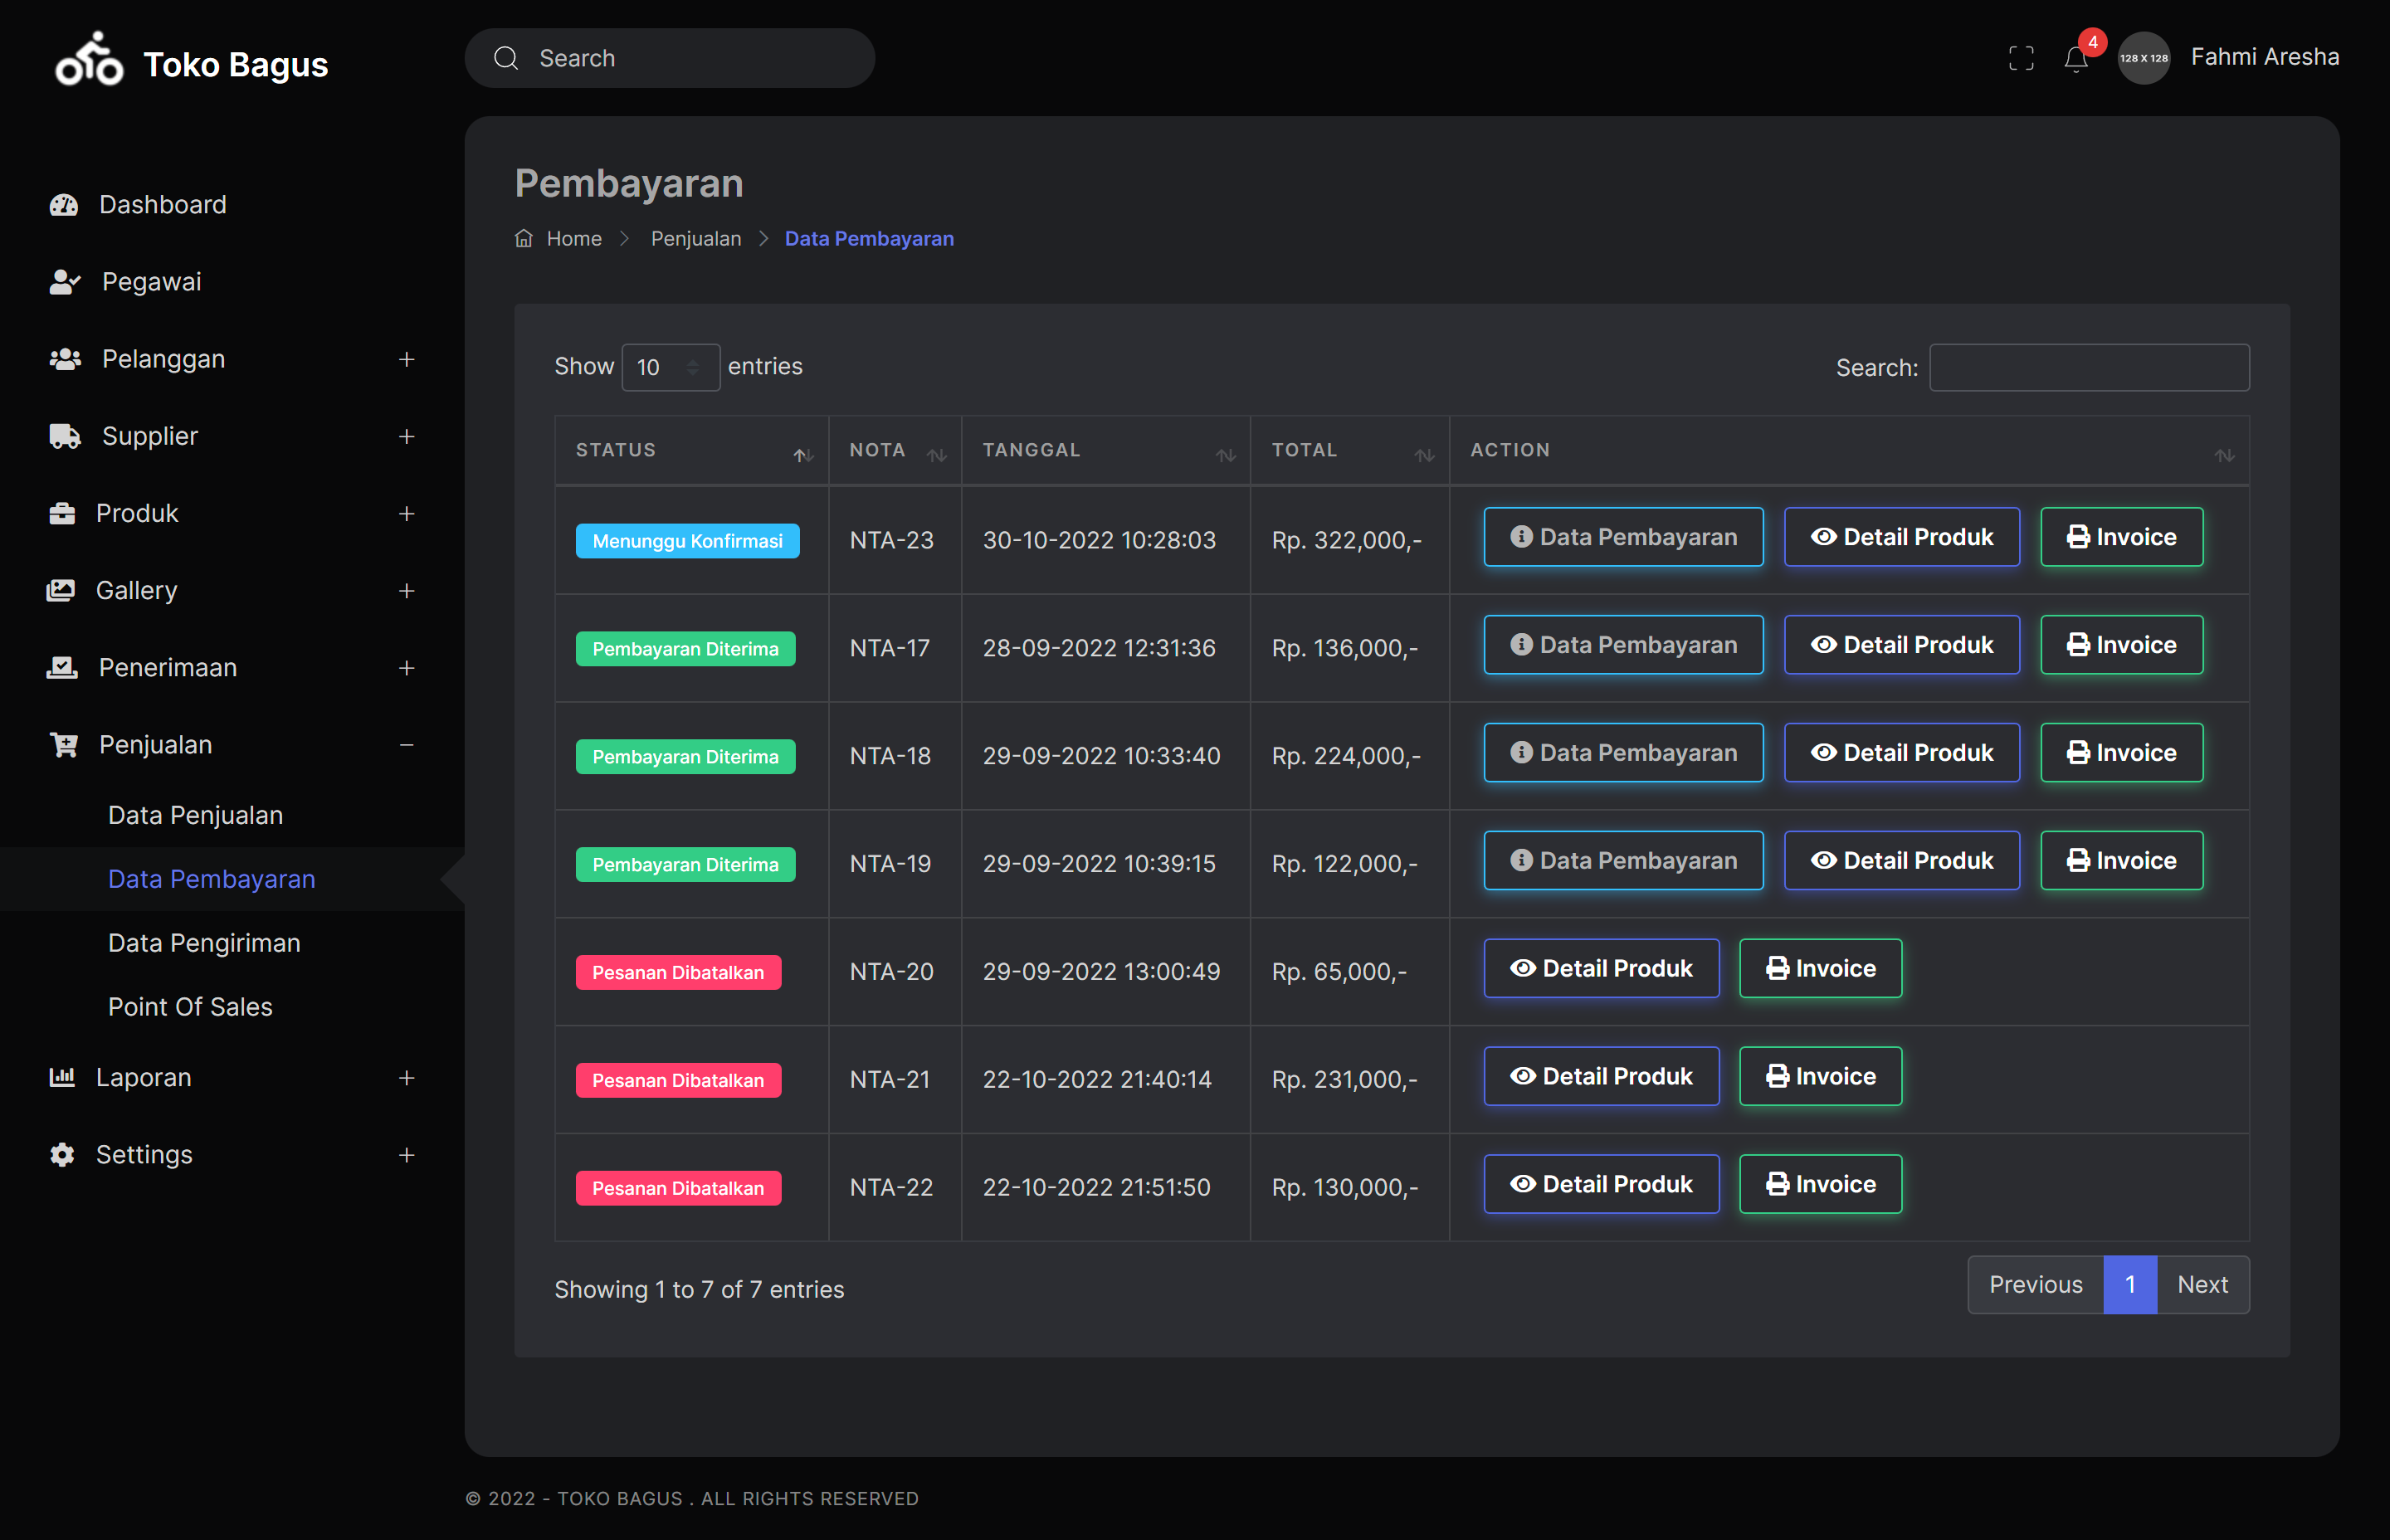 Toko Bagus
Search
4
128 X 128
Fahmi Aresha
Dashboard
Pegawai
Pelanggan
Supplier
Produk
Gallery
Penerimaan
Penjualan
Data Penjualan
Data Pembayaran
Data Pengiriman
Point Of Sales
Laporan
Settings
Pembayaran
Home > Penjualan > Data Pembayaran
Show 10 entries
Search:
STATUS NOTA TANGGAL TOTAL ACTION
Menunggu Konfirmasi NTA-23 30-10-2022 10:28:03 Rp. 322,000,- Data Pembayaran Detail Produk Invoice
Pembayaran Diterima NTA-17 28-09-2022 12:31:36 Rp. 136,000,- Data Pembayaran Detail Produk Invoice
Pembayaran Diterima NTA-18 29-09-2022 10:33:40 Rp. 224,000,- Data Pembayaran Detail Produk Invoice
Pembayaran Diterima NTA-19 29-09-2022 10:39:15 Rp. 122,000,- Data Pembayaran Detail Produk Invoice
Pesanan Dibatalkan NTA-20 29-09-2022 13:00:49 Rp. 65,000,- Detail Produk Invoice
Pesanan Dibatalkan NTA-21 22-10-2022 21:40:14 Rp. 231,000,- Detail Produk Invoice
Pesanan Dibatalkan NTA-22 22-10-2022 21:51:50 Rp. 130,000,- Detail Produk Invoice
Showing 1 to 7 of 7 entries
Previous 1 Next
© 2022 - TOKO BAGUS . ALL RIGHTS RESERVED